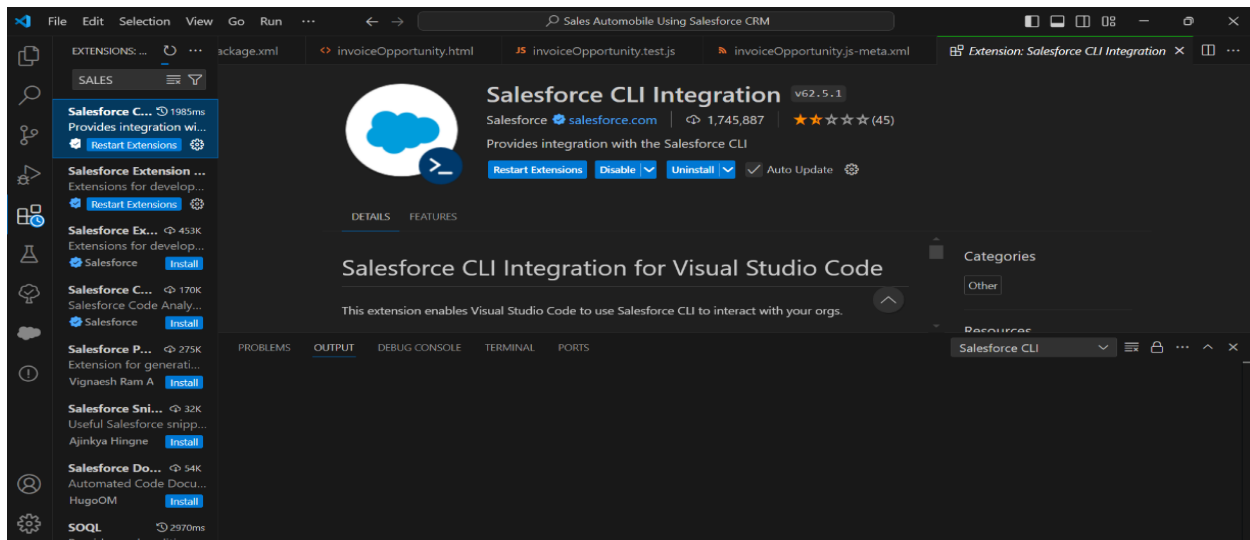 File Edit Selection View Go Run ··· Sales Automobile Using Salesforce CRM
EXTENSIONS: ... ···
ackage.xml
invoiceOpportunity.html
JS invoiceOpportunity.test.js
invoiceOpportunity.js-meta.xml
Extension: Salesforce CLI Integration
SALES
Salesforce C... 1985ms
Provides integration wi...
Restart Extensions
Salesforce Extension ...
Extensions for develop...
Restart Extensions
Salesforce Ex... 453K
Extensions for develop...
Salesforce Install
Salesforce C... 170K
Salesforce Code Analy...
Salesforce Install
Salesforce P... 275K
Extension for generati...
Vignaesh Ram A Install
Salesforce Sni... 32K
Useful Salesforce snipp...
Ajinkya Hingne Install
Salesforce Do... 54K
Automated Code Docu...
HugoOM Install
SOQL 2970ms
Salesforce CLI Integration v62.5.1
Salesforce salesforce.com 1,745,887 (45)
Provides integration with the Salesforce CLI
Restart Extensions Disable Uninstall Auto Update
DETAILS FEATURES
Salesforce CLI Integration for Visual Studio Code
This extension enables Visual Studio Code to use Salesforce CLI to interact with your orgs.
Categories
Other
Resources
PROBLEMS OUTPUT DEBUG CONSOLE TERMINAL PORTS
Salesforce CLI